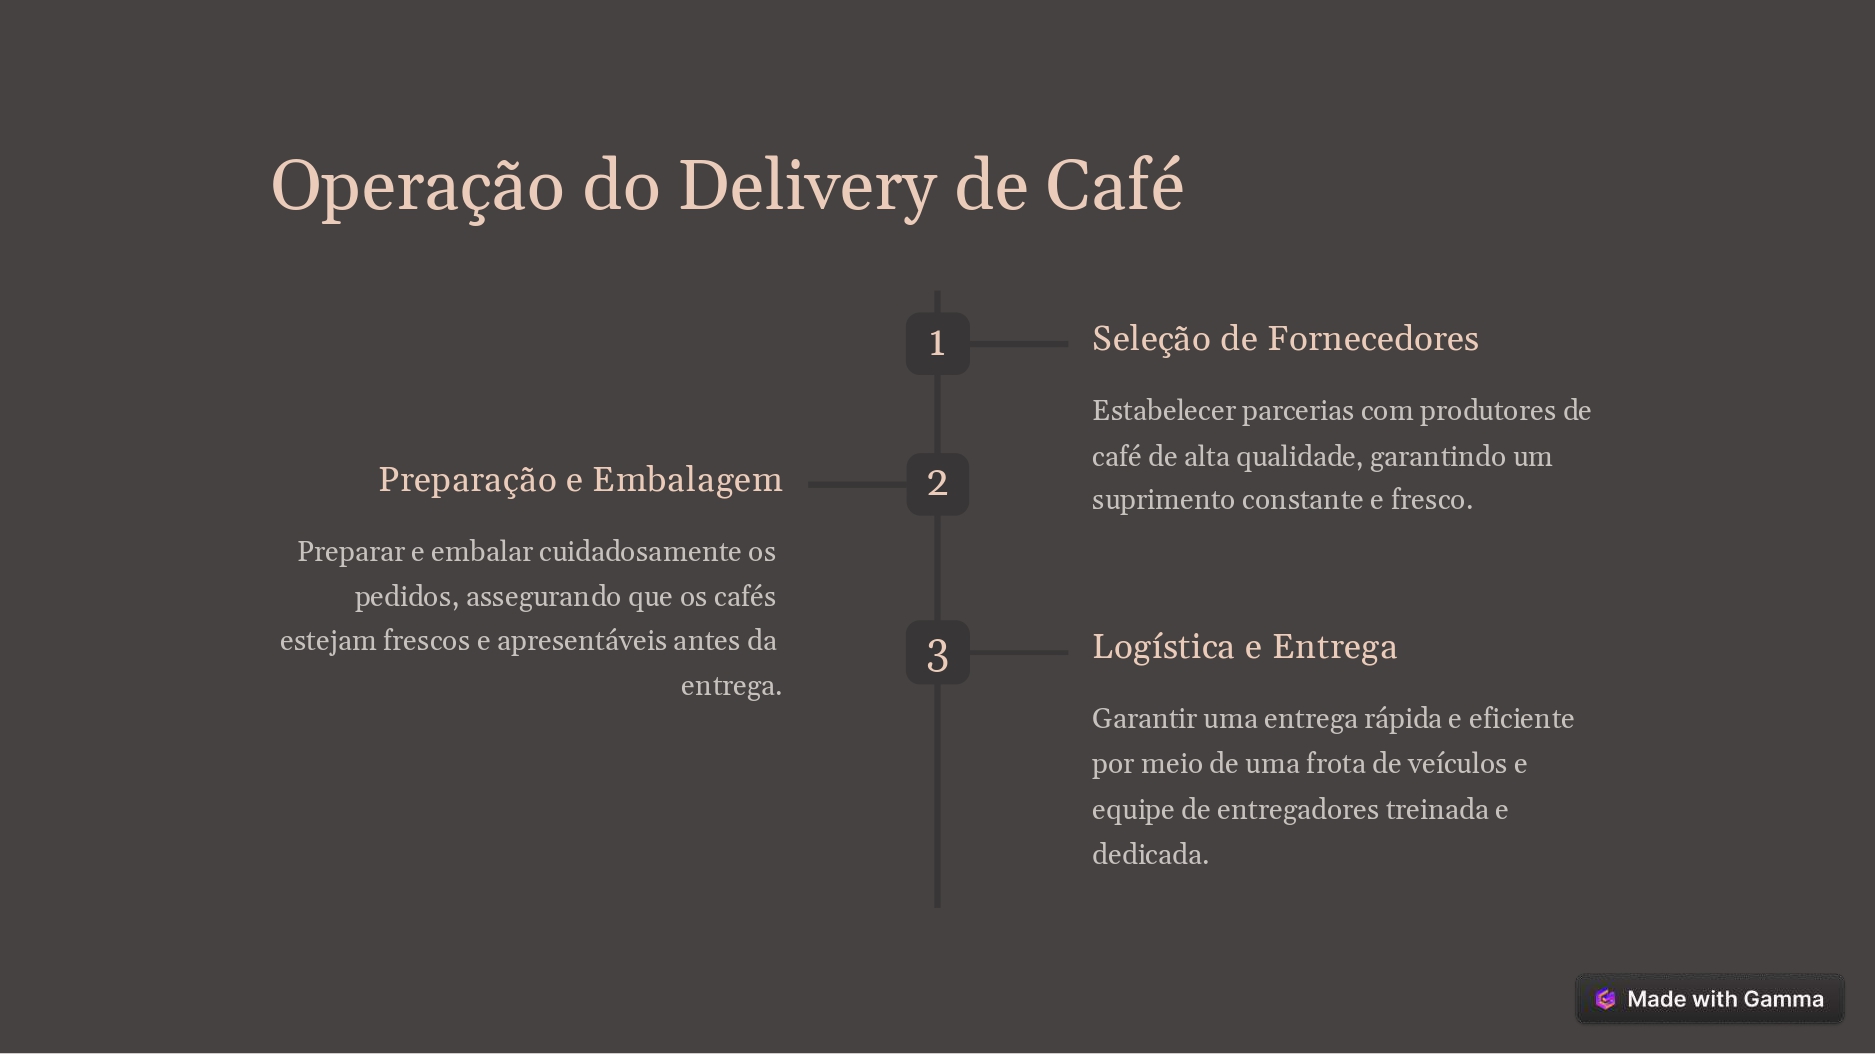 Operação do Delivery de Café
1
Seleção de Fornecedores
Estabelecer parcerias com produtores de
café de alta qualidade, garantindo um
suprimento constante e fresco.
2
Preparação e Embalagem
Preparar e embalar cuidadosamente os
pedidos, assegurando que os cafés
estejam frescos e apresentáveis antes da
entrega.
3
Logística e Entrega
Garantir uma entrega rápida e eficiente
por meio de uma frota de veículos e
equipe de entregadores treinada e
dedicada.
Made with Gamma